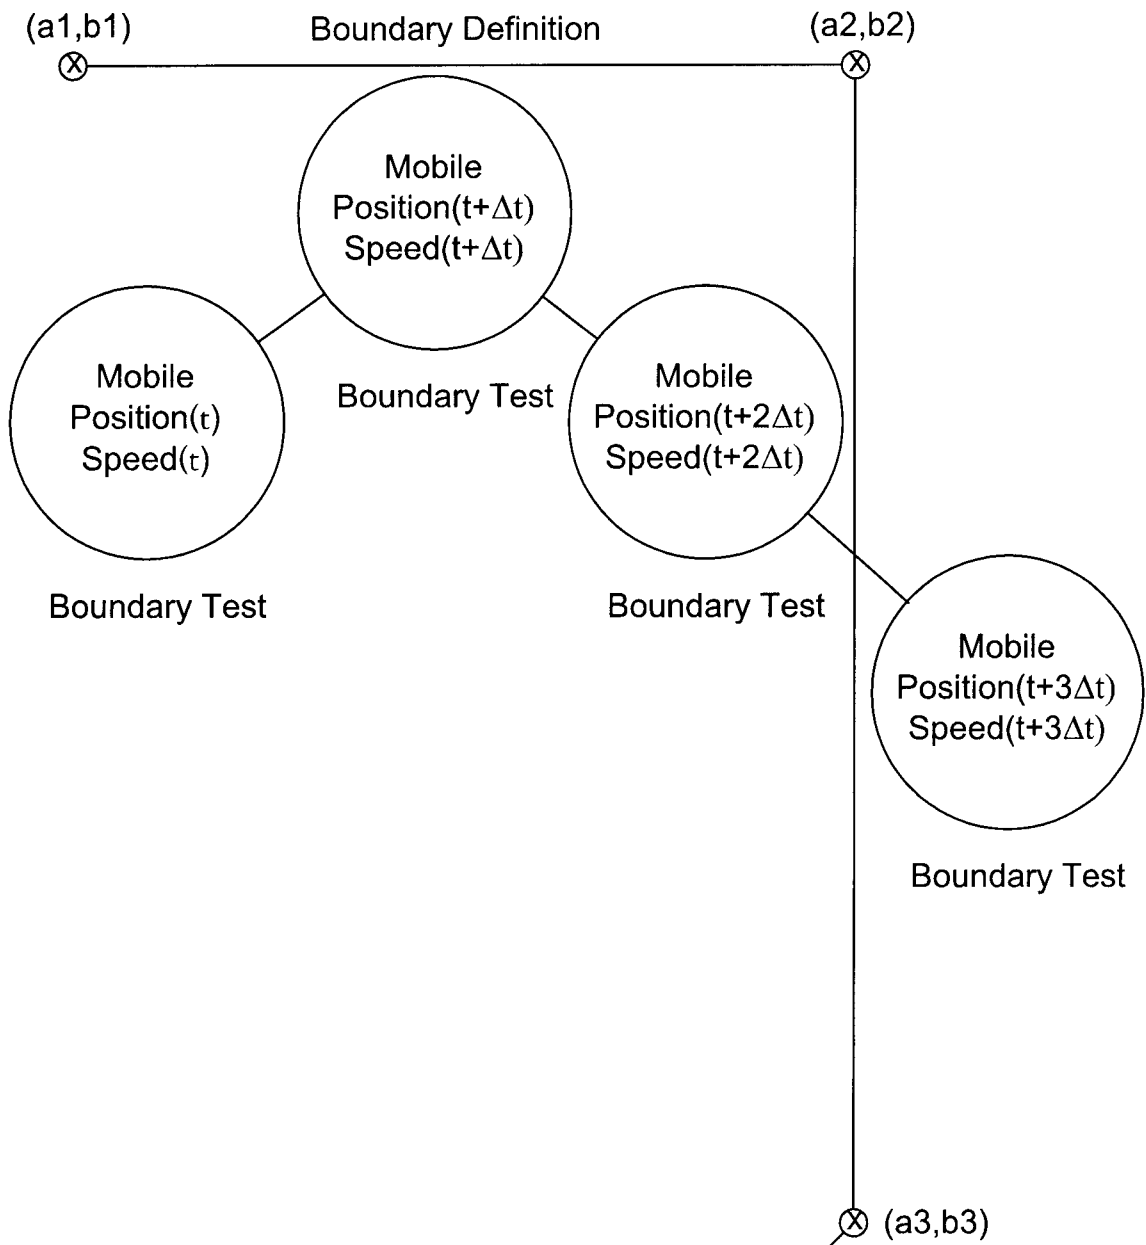 (a1,b1)
Boundary Definition
(a2,b2)
X
X
Mobile
Position(t+Δt)
Speed(t+Δt)
Boundary Test
Mobile
Position(t)
Speed(t)
Boundary Test
Mobile
Position(t+2Δt)
Speed(t+2Δt)
Boundary Test
Mobile
Position(t+3Δt)
Speed(t+3Δt)
Boundary Test
X
(a3,b3)